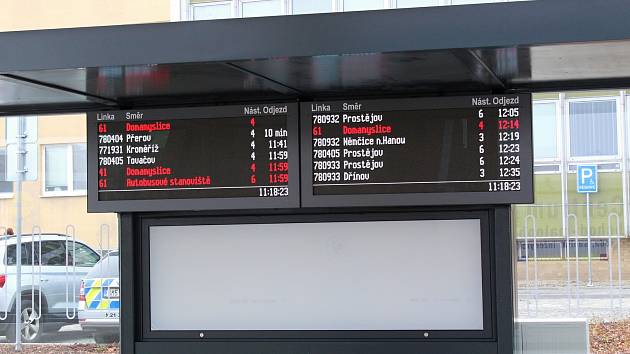 Linka Směr Nást. Odjezd
61 Domamyslice 4
780404 Přerov 4 10 min
771931 Kroměříž 4 11:41
780405 Tovačov 4 11:59
41 Domamyslice 4 11:59
61 Autobusové stanoviště 6 11:59
11:18:23
Linka Směr Nást. Odjezd
780932 Prostějov 6 12:05
61 Domamyslice 4 12:14
780932 Němčice n.Hanou 3 12:19
780405 Prostějov 6 12:23
780933 Prostějov 6 12:24
780933 Dřínov 3 12:35
11:18:23
P